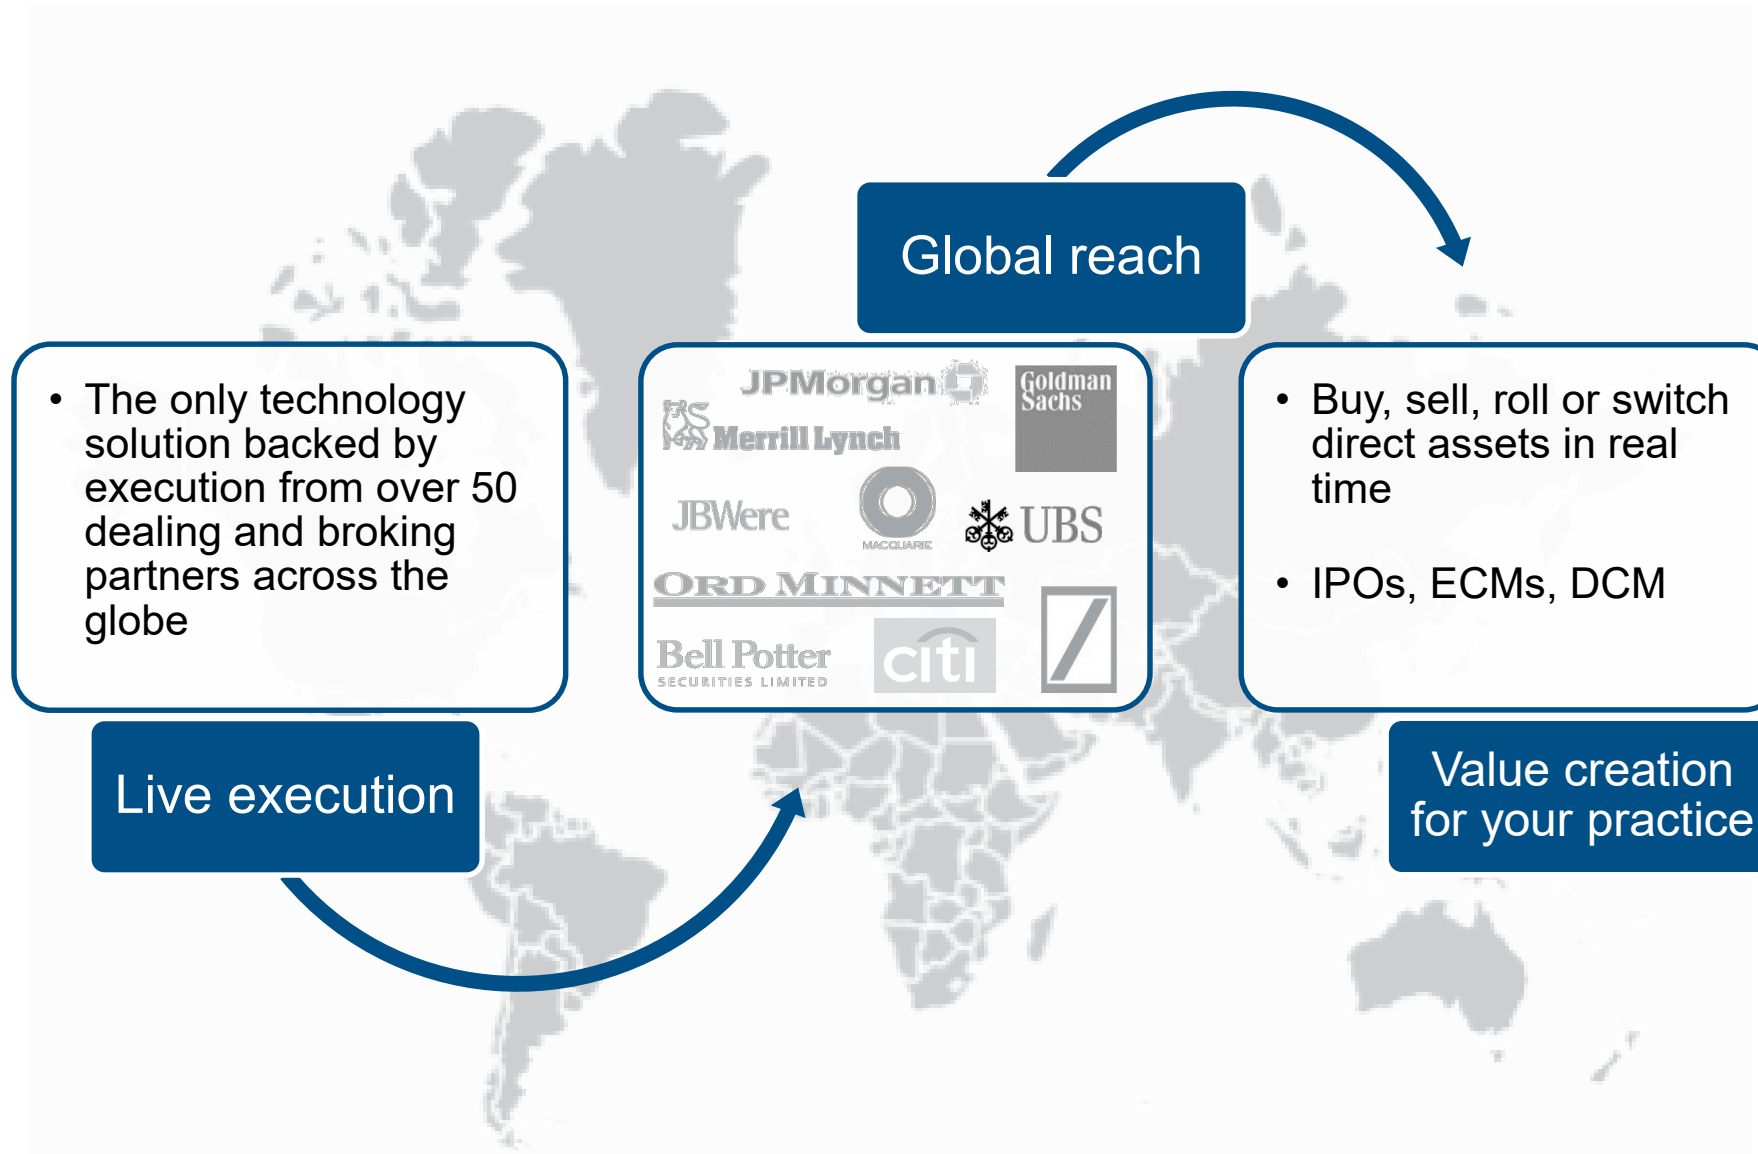 Global reach
• The only technology
solution backed by
execution from over 50
dealing and broking
partners across the
globe
Live execution
JPMorgan
Goldman
Sachs
Merrill Lynch
JBWere
MACQUARIE
UBS
ORD MINNETT
Bell Potter
SECURITIES LIMITED
citi
• Buy, sell, roll or switch
direct assets in real
time
• IPOs, ECMs, DCM
Value creation
for your practice